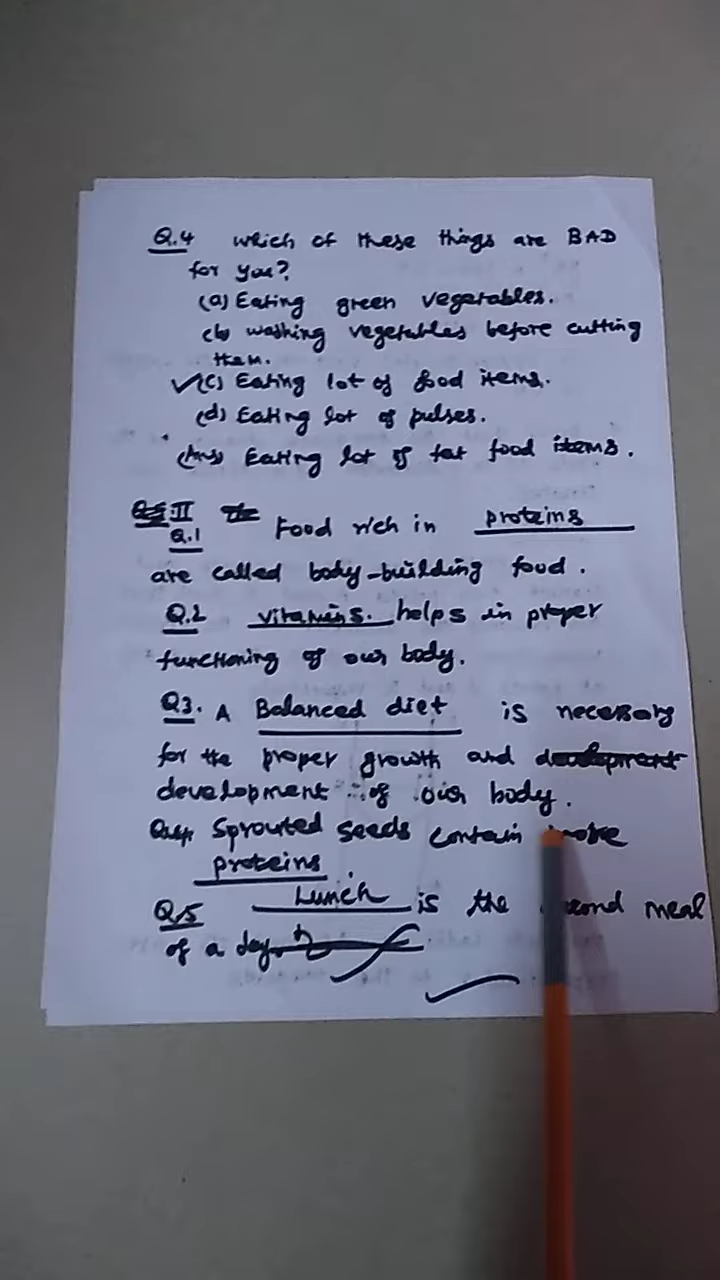 Q.4 which of these things are BAD
for you?
(a) Eating green vegetables.
(b) washing vegetables before cutting
them.
✓(c) Eating lot of food items.
(d) Eating lot of pulses.
(Ans) Eating lot of fat food items.
II
Q.1 Food rich in proteins
are called body-building food.
Q.2 vitamins. helps in proper
functioning of our body.
Q3. A Balanced diet is necessary
for the proper growth and development
development of our body.
Q4. Sprouted seeds contain more
proteins
Q5 Lunch is the second meal
of a day.